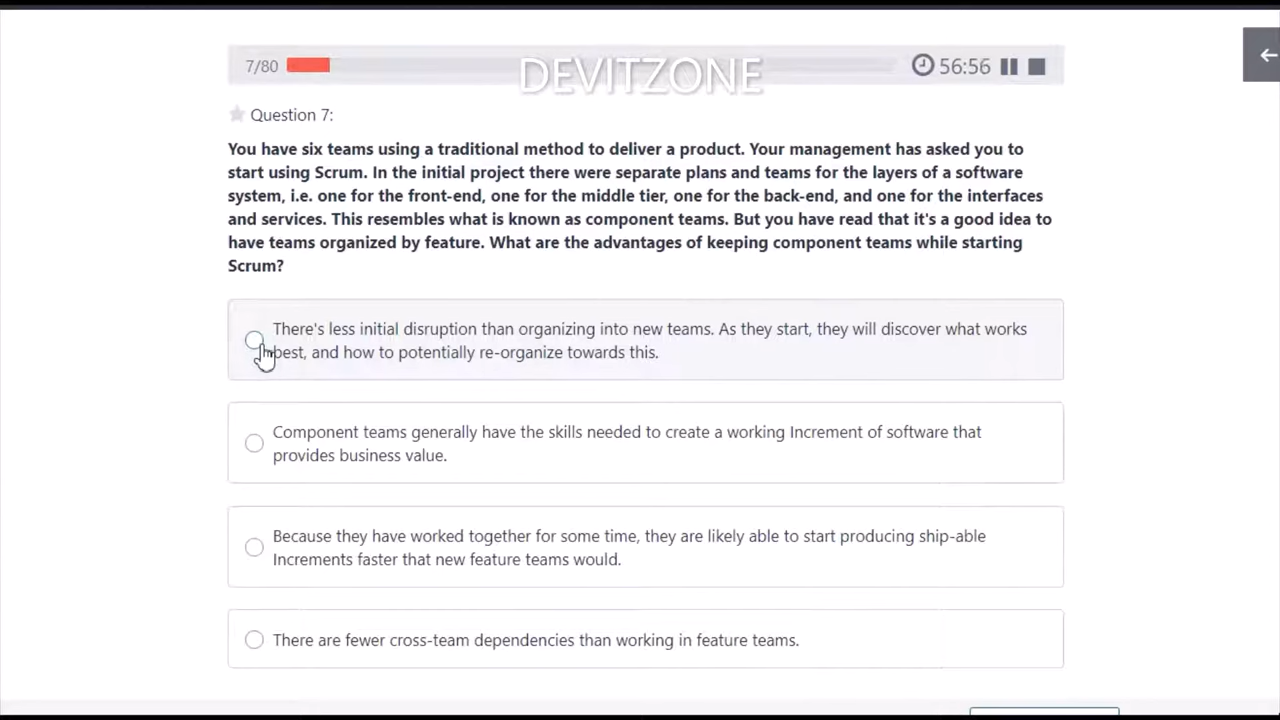 7/80
DEVITZONE
56:56
Question 7:
You have six teams using a traditional method to deliver a product. Your management has asked you to
start using Scrum. In the initial project there were separate plans and teams for the layers of a software
system, i.e. one for the front-end, one for the middle tier, one for the back-end, and one for the interfaces
and services. This resembles what is known as component teams. But you have read that it's a good idea to
have teams organized by feature. What are the advantages of keeping component teams while starting
Scrum?
There's less initial disruption than organizing into new teams. As they start, they will discover what works
best, and how to potentially re-organize towards this.
Component teams generally have the skills needed to create a working Increment of software that
provides business value.
Because they have worked together for some time, they are likely able to start producing ship-able
Increments faster that new feature teams would.
There are fewer cross-team dependencies than working in feature teams.